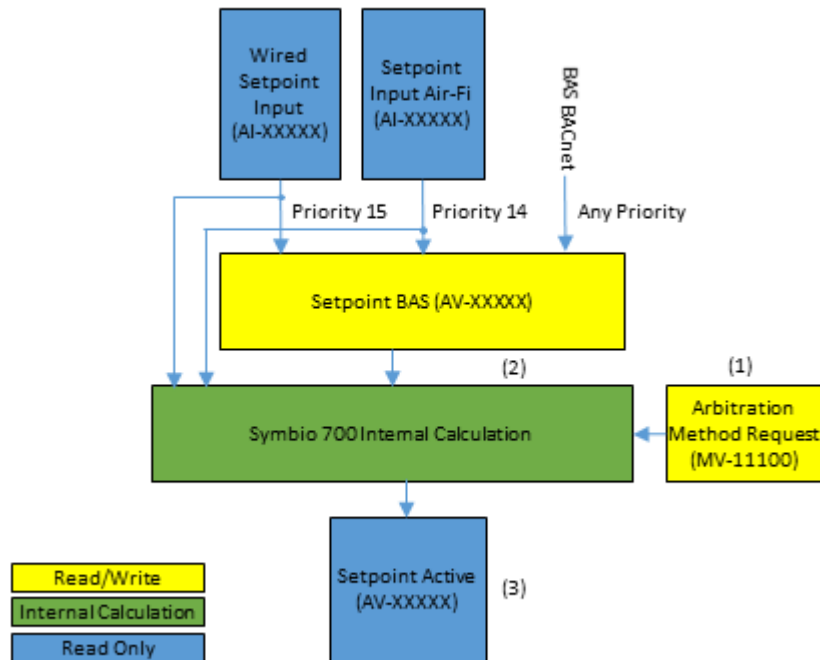 Wired
Setpoint
Input
(AI-XXXXX)
Setpoint
Input Air-Fi
(AI-XXXXX)
BAS BACnet
Priority 15
Priority 14
Any Priority
Setpoint BAS (AV-XXXXX)
(2)
(1)
Symbio 700 Internal Calculation
Arbitration
Method Request
(MV-11100)
Setpoint Active
(AV-XXXXX)
(3)
Read/Write
Internal Calculation
Read Only